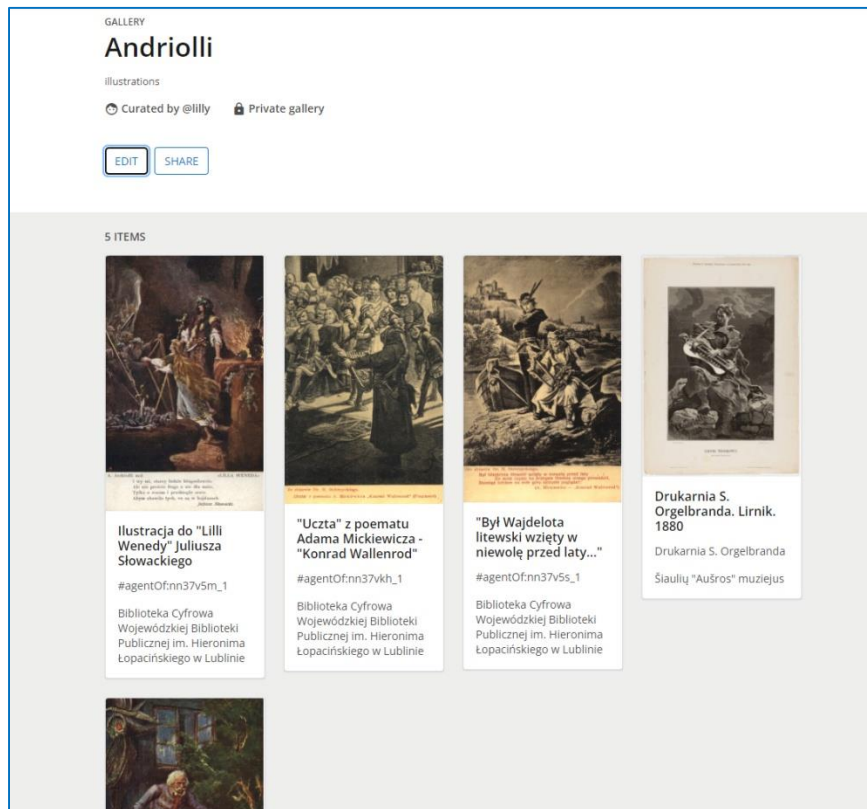 GALLERY
Andriolli
illustrations
Curated by @lilly Private gallery
EDIT SHARE
5 ITEMS
"LILLA WENEDA"
Ilustracja do "Lilli
Wenedy" Juliusza
Słowackiego
#agentOf:nn37v5m_1
Biblioteka Cyfrowa
Wojewódzkiej Biblioteki
Publicznej im. Hieronima
Łopacińskiego w Lublinie
"Uczta" z poematu
Adama Mickiewicza -
"Konrad Wallenrod"
#agentOf:nn37vkh_1
Biblioteka Cyfrowa
Wojewódzkiej Biblioteki
Publicznej im. Hieronima
Łopacińskiego w Lublinie
"Był Wajdelota
litewski wzięty w
niewolę przed laty..."
#agentOf:nn37v5s_1
Biblioteka Cyfrowa
Wojewódzkiej Biblioteki
Publicznej im. Hieronima
Łopacińskiego w Lublinie
Drukarnia S.
Orgelbranda. Lirnik.
1880
Drukarnia S. Orgelbranda
Šiaulių "Aušros" muziejus